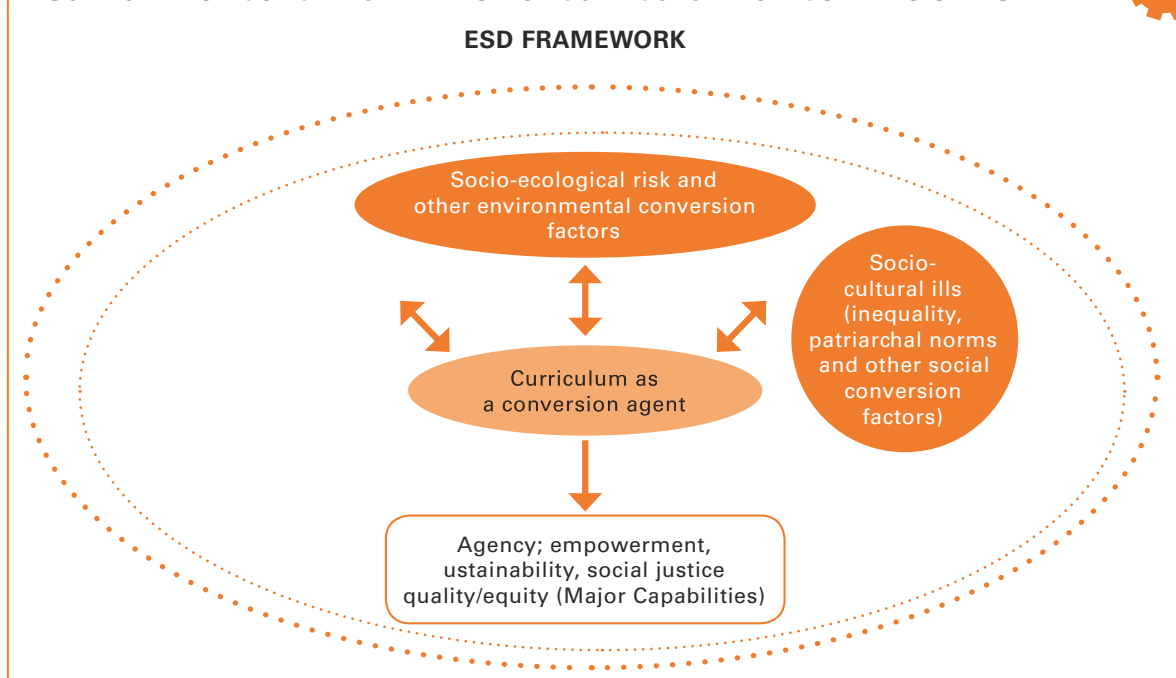 ESD FRAMEWORK
Socio-ecological risk and
other environmental conversion
factors
Socio-
cultural ills
(inequality,
patriarchal norms
and other social
conversion
factors)
Curriculum as
a conversion agent
Agency; empowerment,
ustainability, social justice
quality/equity (Major Capabilities)